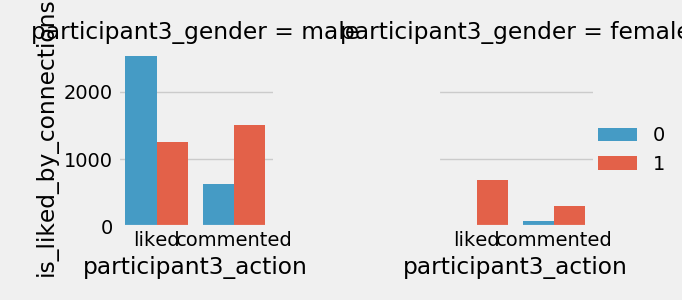 participant3_gender = male
participant3_gender = female
is_liked_by_connections
2000
1000
0
liked
commented
participant3_action
liked
commented
participant3_action
0
1